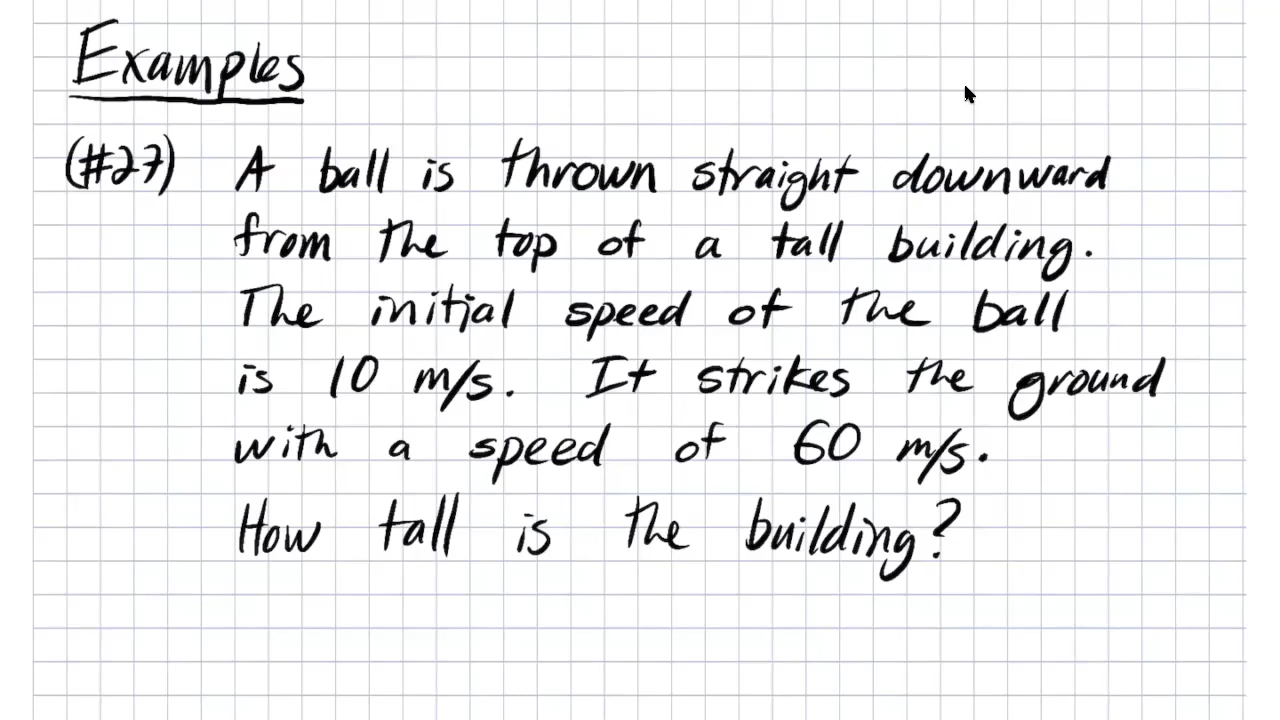 Examples
(#27) A ball is thrown straight downward
from the top of a tall building.
The initial speed of the ball
is 10 m/s. It strikes the ground
with a speed of 60 m/s.
How tall is the building?